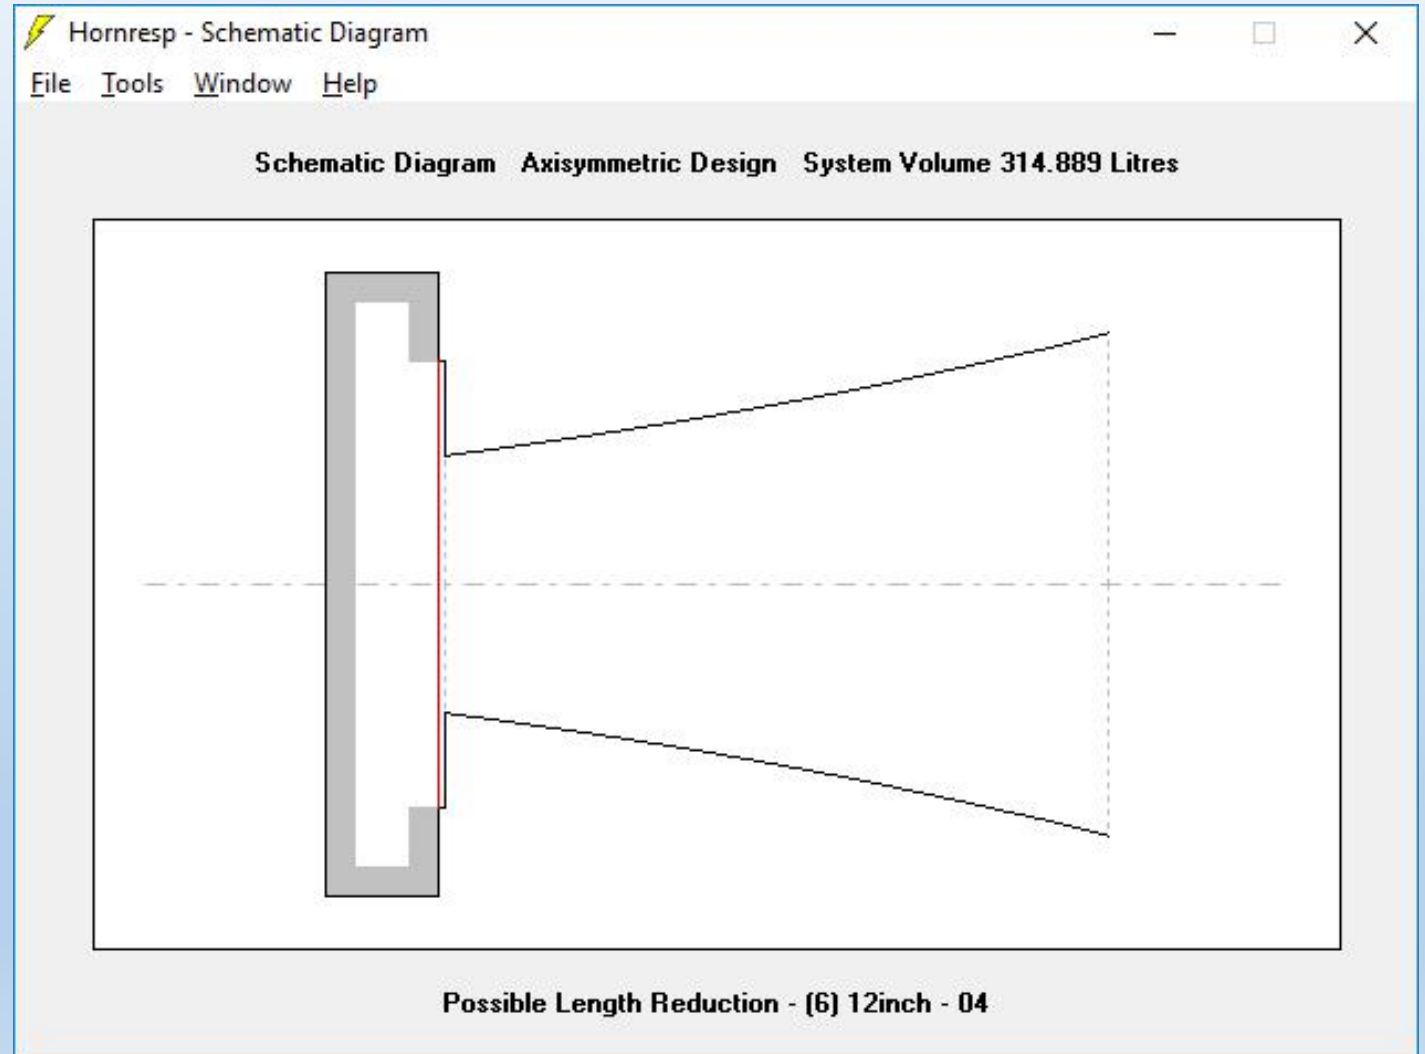 Hornresp - Schematic Diagram
File Tools Window Help
Schematic Diagram Axisymmetric Design System Volume 314.889 Litres
Possible Length Reduction - (6) 12inch - 04